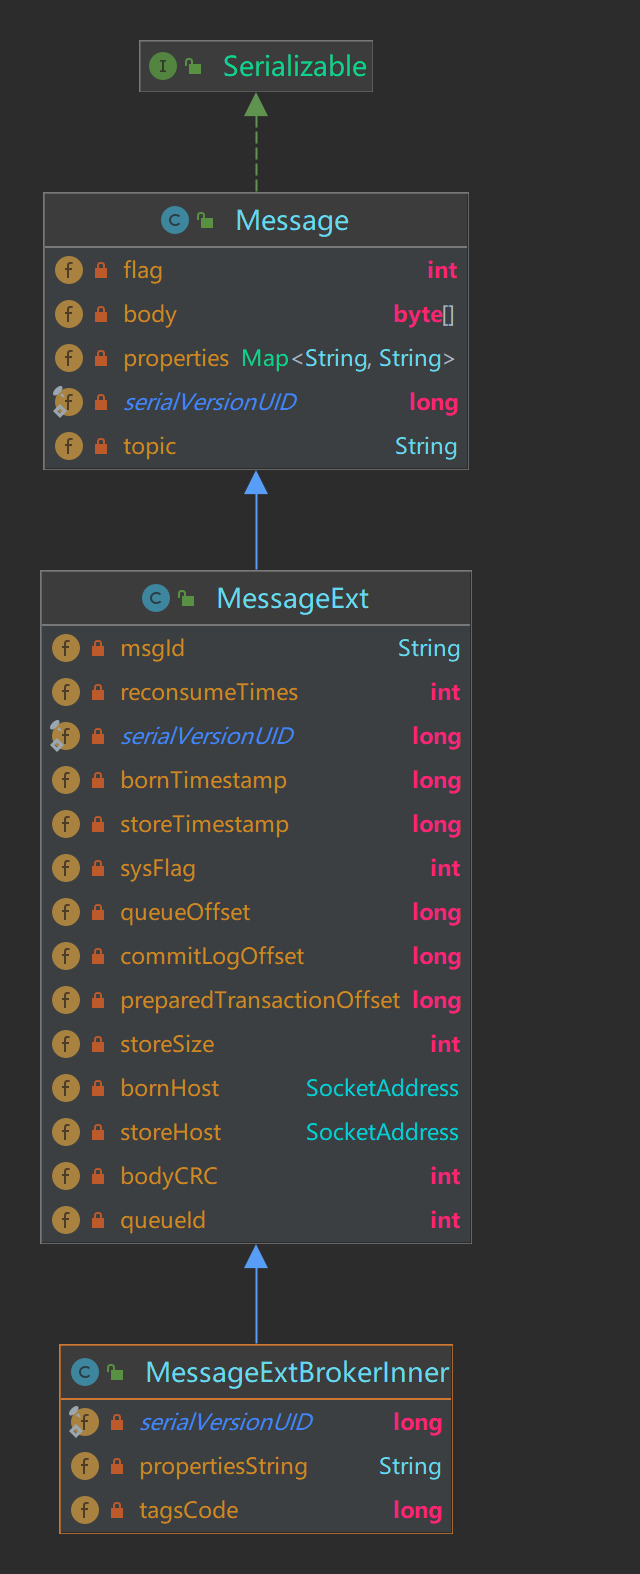 I Serializable
C Message
f flag int
f body byte[]
f properties Map<String, String>
f serialVersionUID long
f topic String
C MessageExt
f msgId String
f reconsumeTimes int
f serialVersionUID long
f bornTimestamp long
f storeTimestamp long
f sysFlag int
f queueOffset long
f commitLogOffset long
f preparedTransactionOffset long
f storeSize int
f bornHost SocketAddress
f storeHost SocketAddress
f bodyCRC int
f queueId int
C MessageExtBrokerInner
f serialVersionUID long
f propertiesString String
f tagsCode long